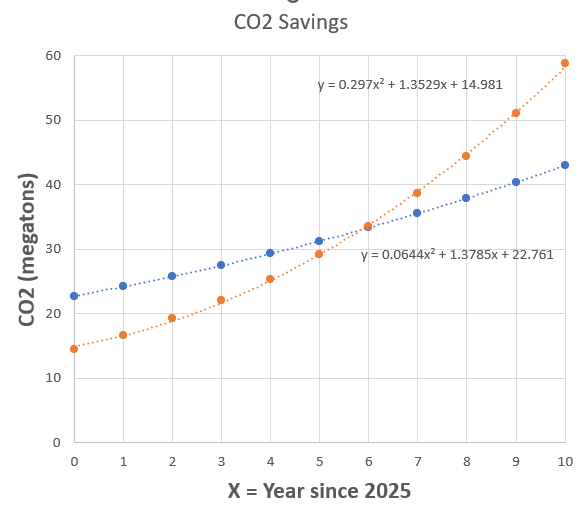 CO2 Savings
60
y = 0.297x² + 1.3529x + 14.981
50
40
30
y = 0.0644x² + 1.3785x + 22.761
20
10
0
CO2 (megatons)
0 1 2 3 4 5 6 7 8 9 10
X = Year since 2025